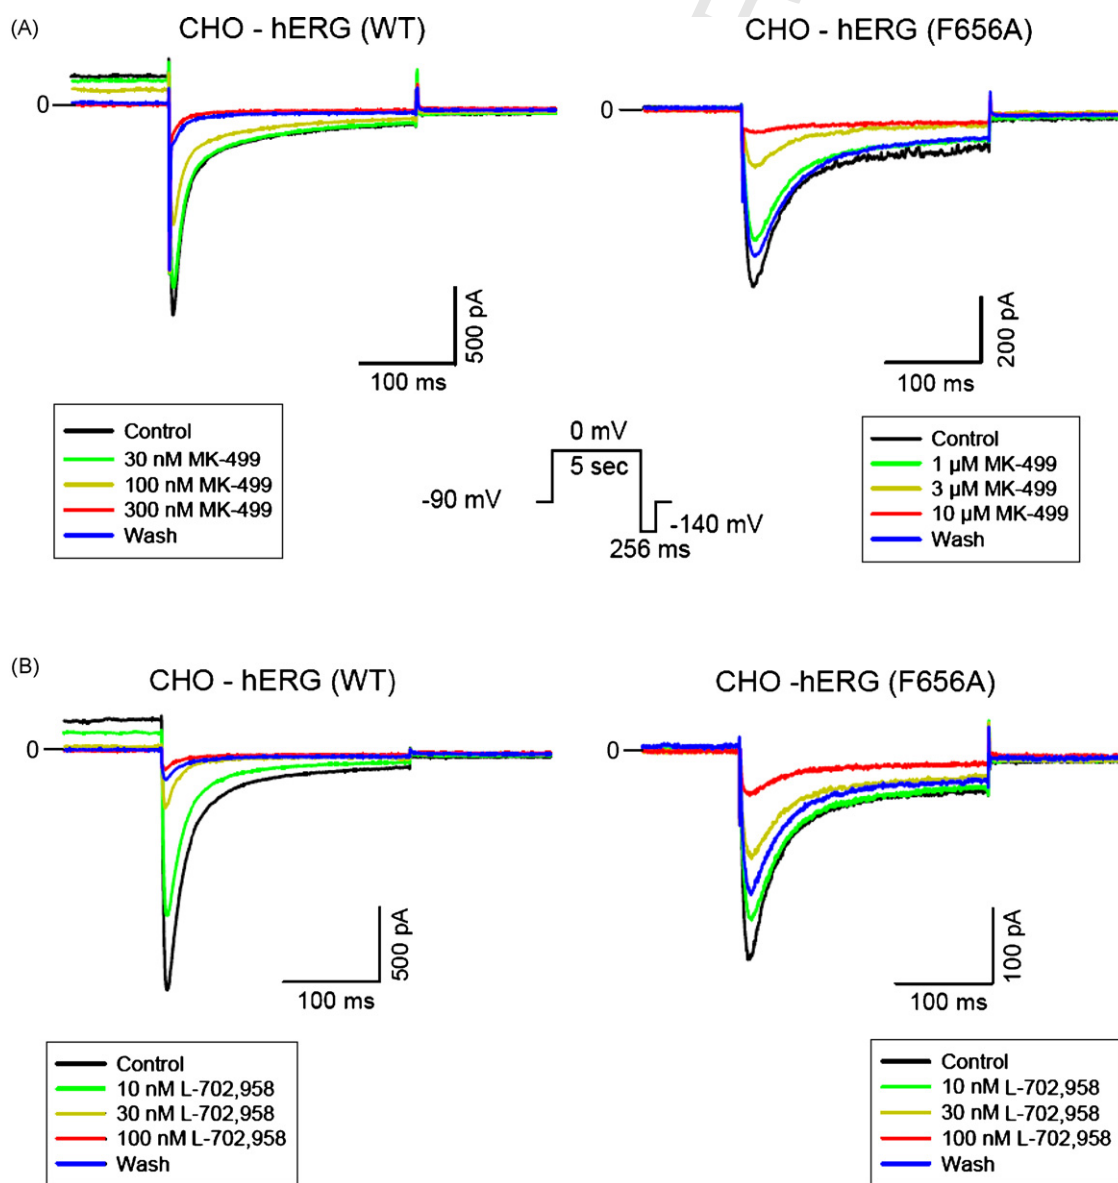 (A)
CHO - hERG (WT)
CHO - hERG (F656A)
0
0
500 pA
100 ms
200 pA
100 ms
Control
30 nM MK-499
100 nM MK-499
300 nM MK-499
Wash
0 mV
5 sec
-90 mV
-140 mV
256 ms
Control
1 µM MK-499
3 µM MK-499
10 µM MK-499
Wash
(B)
CHO - hERG (WT)
CHO -hERG (F656A)
0
0
500 pA
100 ms
100 pA
100 ms
Control
10 nM L-702,958
30 nM L-702,958
100 nM L-702,958
Wash
Control
10 nM L-702,958
30 nM L-702,958
100 nM L-702,958
Wash